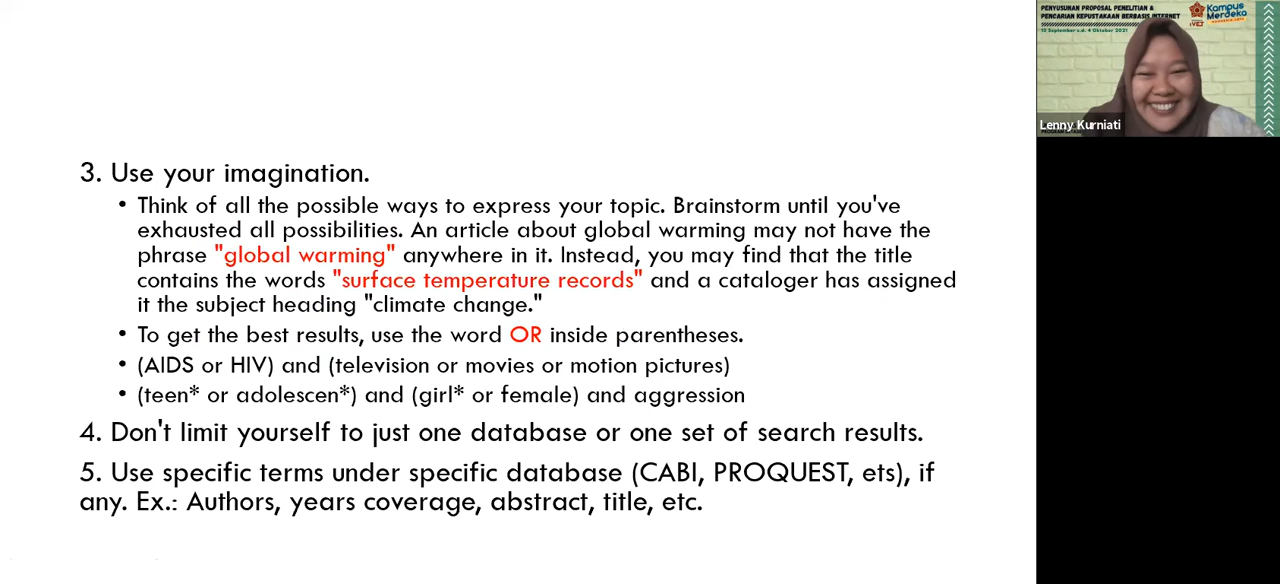 3. Use your imagination.
• Think of all the possible ways to express your topic. Brainstorm until you've
exhausted all possibilities. An article about global warming may not have the
phrase "global warming" anywhere in it. Instead, you may find that the title
contains the words "surface temperature records" and a cataloger has assigned
it the subject heading "climate change."
• To get the best results, use the word OR inside parentheses.
• (AIDS or HIV) and (television or movies or motion pictures)
• (teen* or adolescen*) and (girl* or female) and aggression
4. Don't limit yourself to just one database or one set of search results.
5. Use specific terms under specific database (CABI, PROQUEST, ets), if
any. Ex.: Authors, years coverage, abstract, title, etc.
PENYUSUNAN PROPOSAL PENELITIAN &
PENCARIAN KEPUSTAKAAN BERBASIS INTERNET
13 September s.d. 4 Oktober 2021
IVET
Kampus
Merdeka
Lenny Kurniati